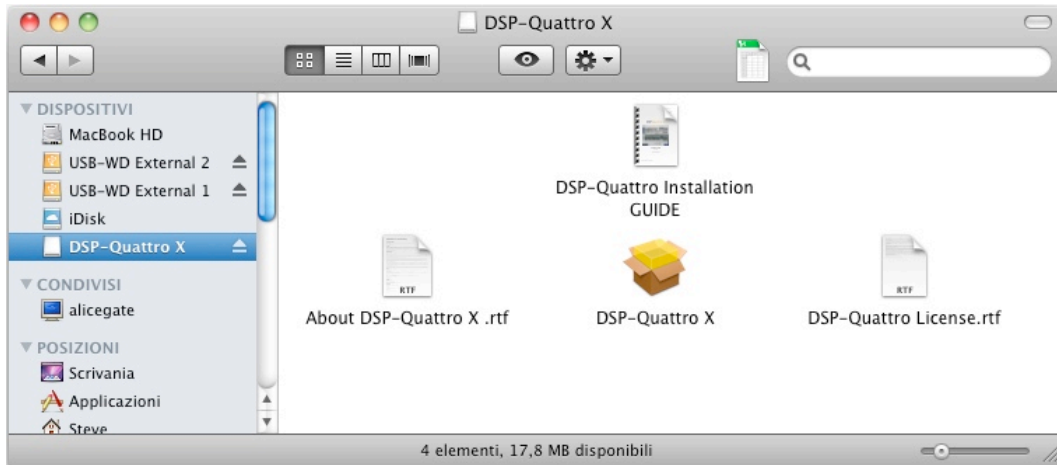 DSP-Quattro X
DISPOSITIVI
MacBook HD
USB-WD External 2
USB-WD External 1
iDisk
DSP-Quattro X
CONDIVISI
alicegate
POSIZIONI
Scrivania
Applicazioni
Steve
DSP-Quattro Installation
GUIDE
RTF
About DSP-Quattro X .rtf
DSP-Quattro X
RTF
DSP-Quattro License.rtf
4 elementi, 17,8 MB disponibili